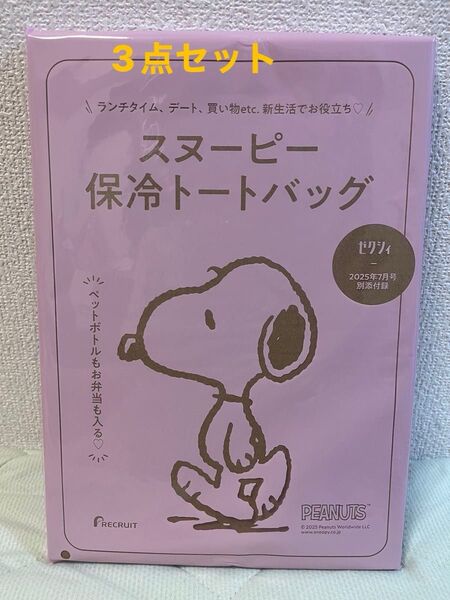 3点セット
ランチタイム、デート、買い物etc. 新生活でお役立ち♡
スヌーピー
保冷トートバッグ
ゼクシィ
2025年7月号
別添付録
ペットボトルもお弁当も入る♡
RECRUIT
PEANUTS
© 2025 Peanuts Worldwide LLC
www.snoopy.co.jp